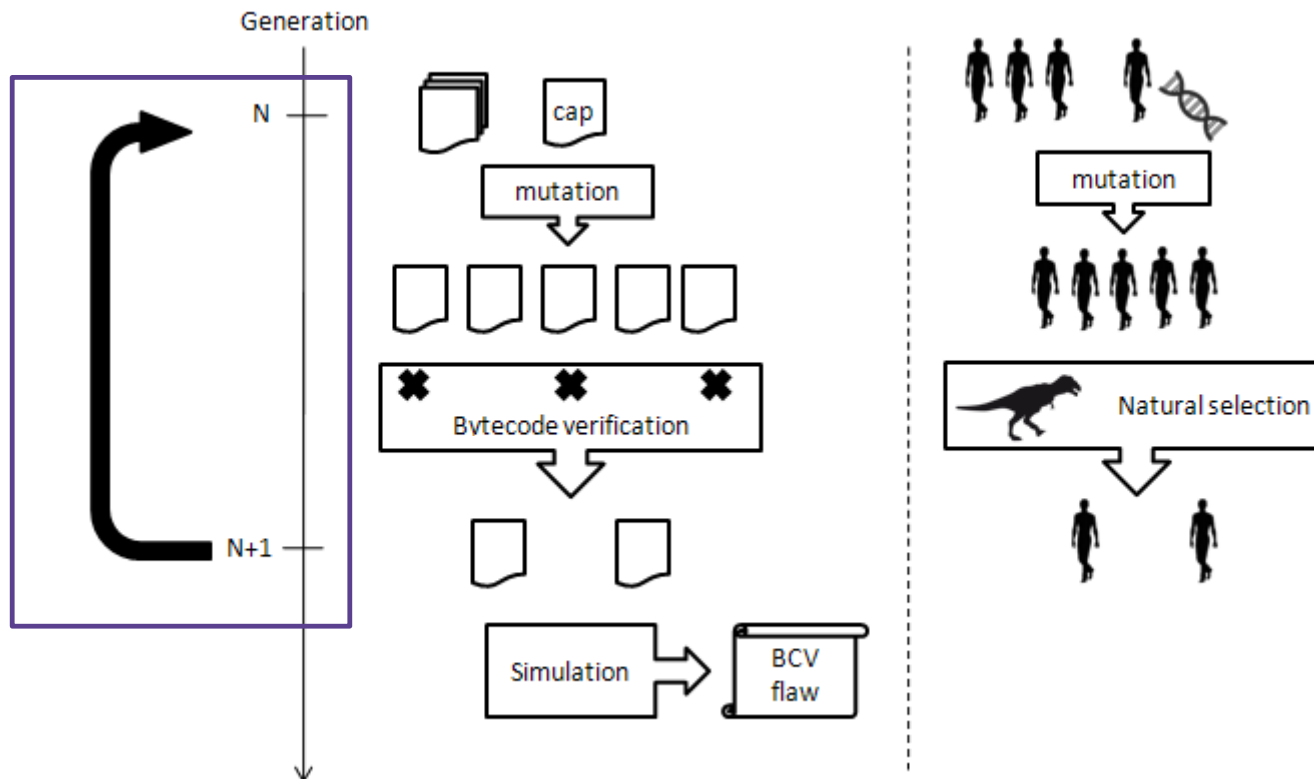 Generation
N
cap
mutation
Bytecode verification
N+1
Simulation
BCV
flaw
mutation
Natural selection